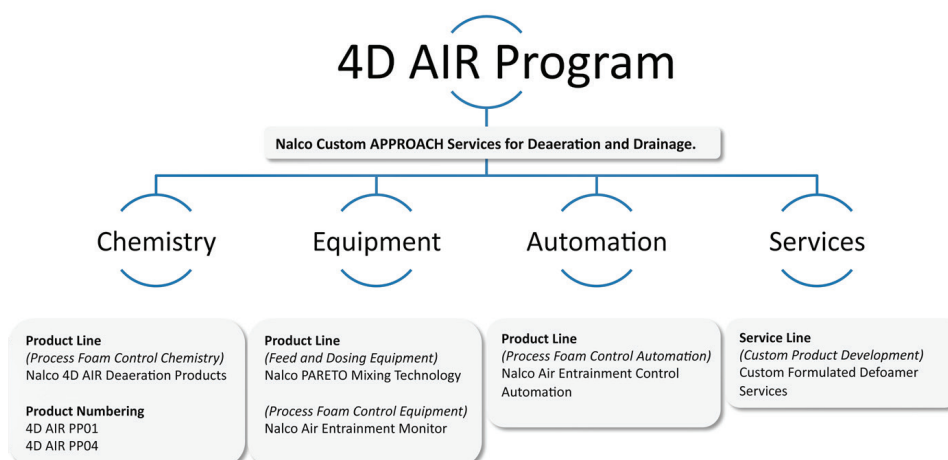 4D AIR Program
Nalco Custom APPROACH Services for Deaeration and Drainage.
Chemistry
Equipment
Automation
Services
Product Line
(Process Foam Control Chemistry)
Nalco 4D AIR Deaeration Products
Product Numbering
4D AIR PP01
4D AIR PP04
Product Line
(Feed and Dosing Equipment)
Nalco PARETO Mixing Technology
(Process Foam Control Equipment)
Nalco Air Entrainment Monitor
Product Line
(Process Foam Control Automation)
Nalco Air Entrainment Control
Automation
Service Line
(Custom Product Development)
Custom Formulated Defoamer
Services